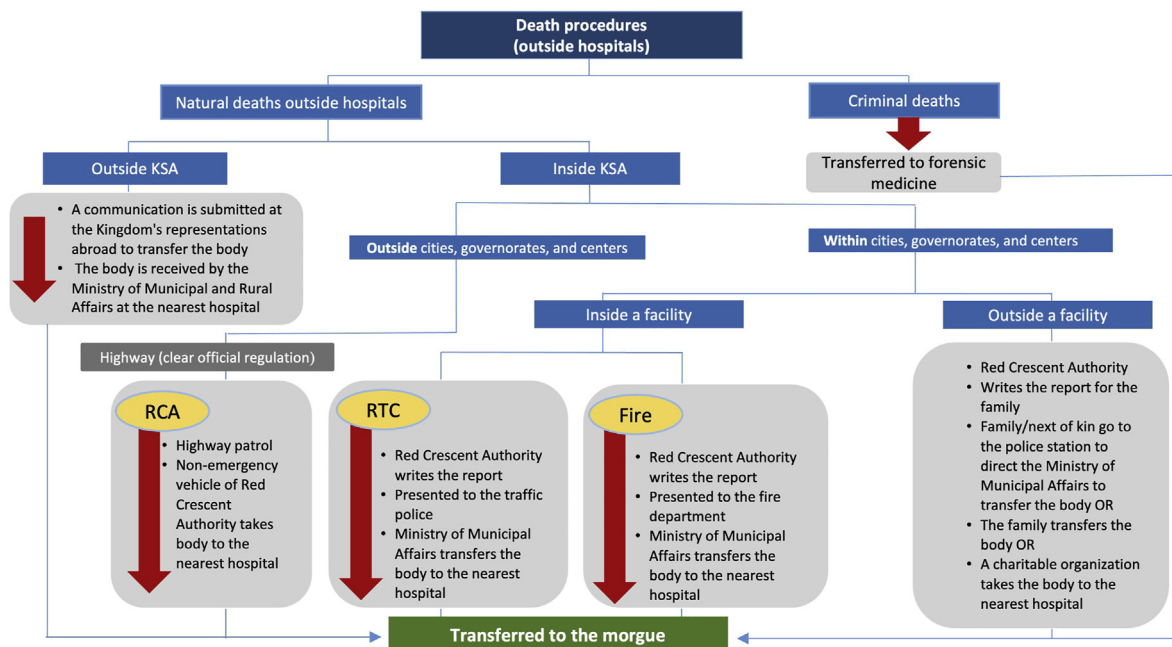 Death procedures
(outside hospitals)
Natural deaths outside hospitals
Criminal deaths
Transferred to forensic
medicine
Outside KSA
Inside KSA
• A communication is submitted at
the Kingdom's representations
abroad to transfer the body
• The body is received by the
Ministry of Municipal and Rural
Affairs at the nearest hospital
Outside cities, governorates, and centers
Within cities, governorates, and centers
Inside a facility
Outside a facility
Highway (clear official regulation)
RCA
• Highway patrol
• Non-emergency
vehicle of Red
Crescent
Authority takes
body to the
nearest hospital
RTC
• Red Crescent Authority
writes the report
• Presented to the traffic
police
• Ministry of Municipal
Affairs transfers the
body to the nearest
hospital
Fire
• Red Crescent Authority
writes the report
• Presented to the fire
department
• Ministry of Municipal
Affairs transfers the
body to the nearest
hospital
• Red Crescent Authority
• Writes the report for the
family
• Family/next of kin go to
the police station to
direct the Ministry of
Municipal Affairs to
transfer the body OR
• The family transfers the
body OR
• A charitable organization
takes the body to the
nearest hospital
Transferred to the morgue